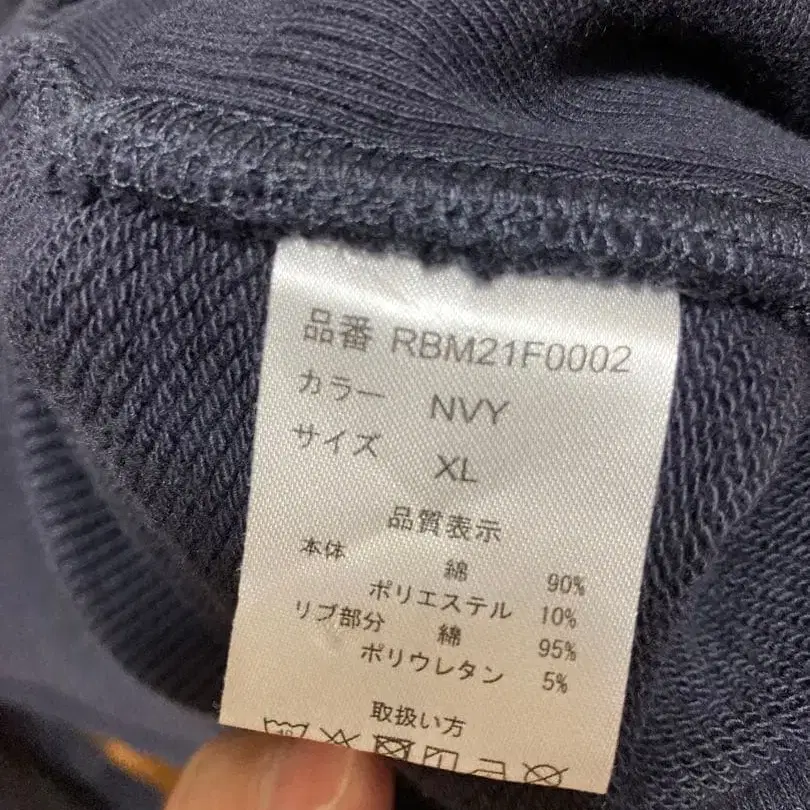 品番 RBM21F0002
カラー NVY
サイズ XL
品質表示
本体 綿 90%
ポリエステル 10%
リブ部分 綿 95%
ポリウレタン 5%
取扱い方